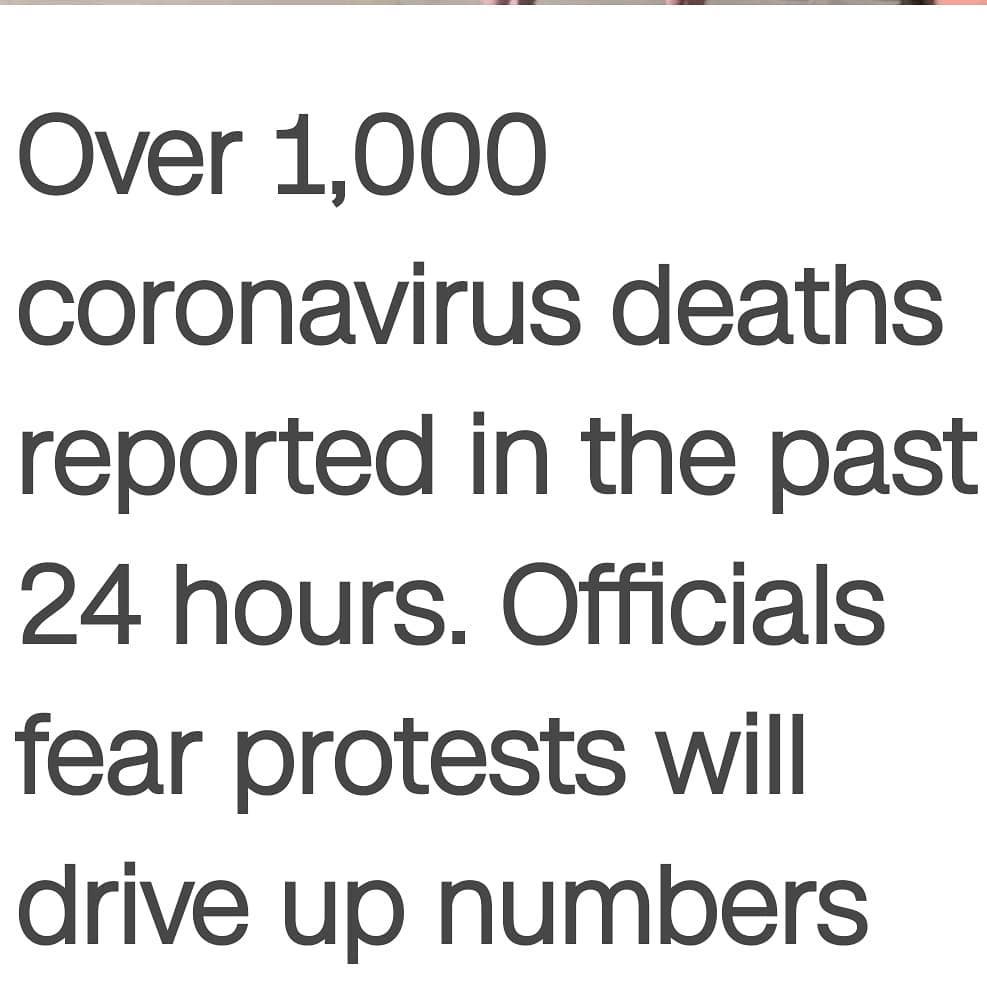 Over 1,000
coronavirus deaths
reported in the past
24 hours. Officials
fear protests will
drive up numbers